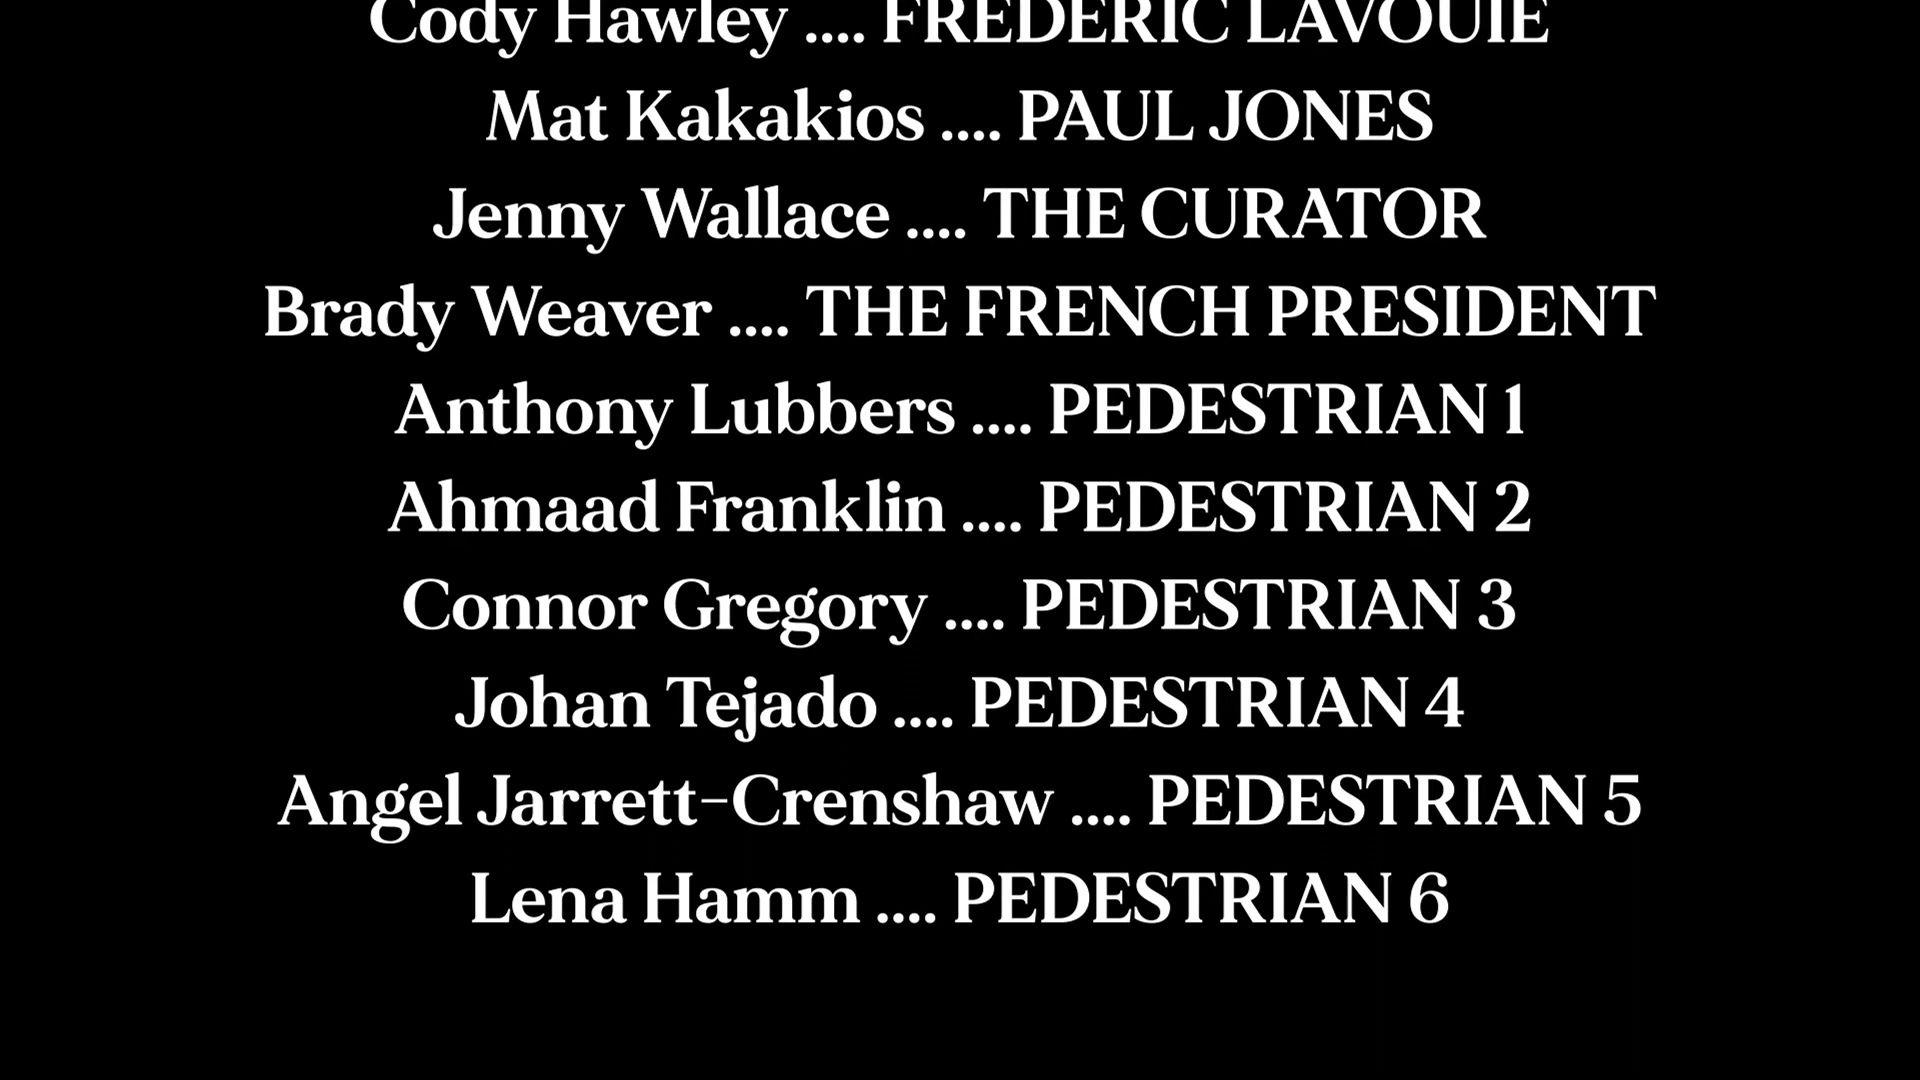 Cody Hawley .... FREDERIC LAVOUIE
Mat Kakakios .... PAUL JONES
Jenny Wallace .... THE CURATOR
Brady Weaver .... THE FRENCH PRESIDENT
Anthony Lubbers .... PEDESTRIAN 1
Ahmaad Franklin .... PEDESTRIAN 2
Connor Gregory .... PEDESTRIAN 3
Johan Tejado .... PEDESTRIAN 4
Angel Jarrett-Crenshaw .... PEDESTRIAN 5
Lena Hamm .... PEDESTRIAN 6